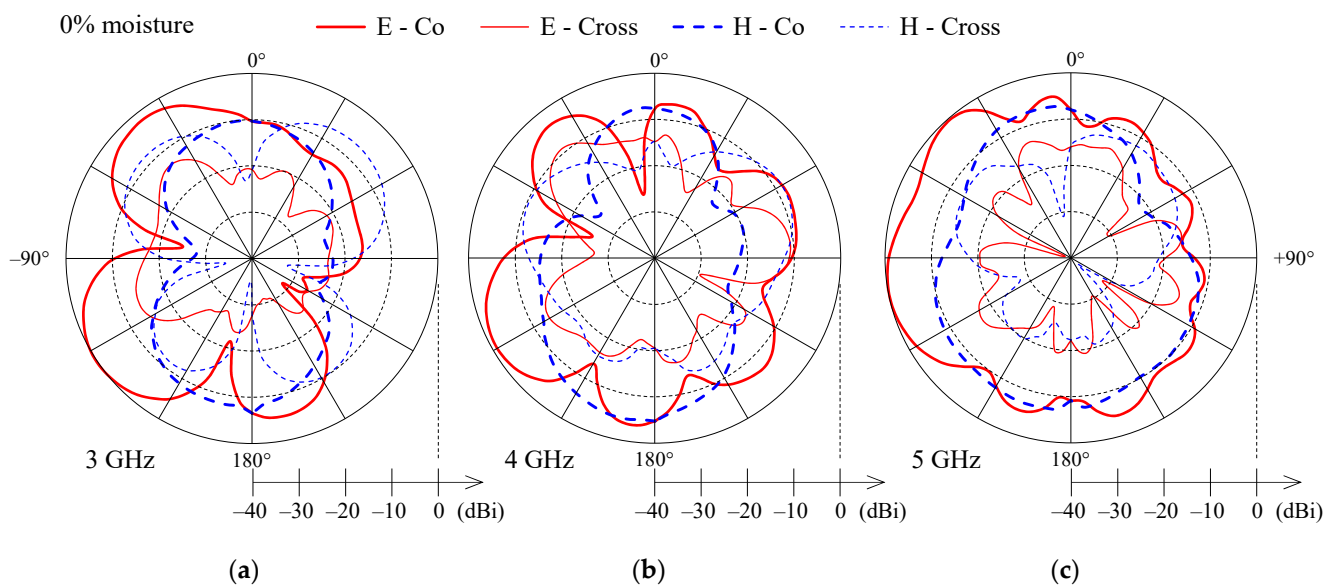 0% moisture E - Co E - Cross H - Co H - Cross
0° 0° 0°
–90° +90°
3 GHz 180° 4 GHz 180° 5 GHz 180°
–40 –30 –20 –10 0 (dBi) –40 –30 –20 –10 0 (dBi) –40 –30 –20 –10 0 (dBi)
(a) (b) (c)